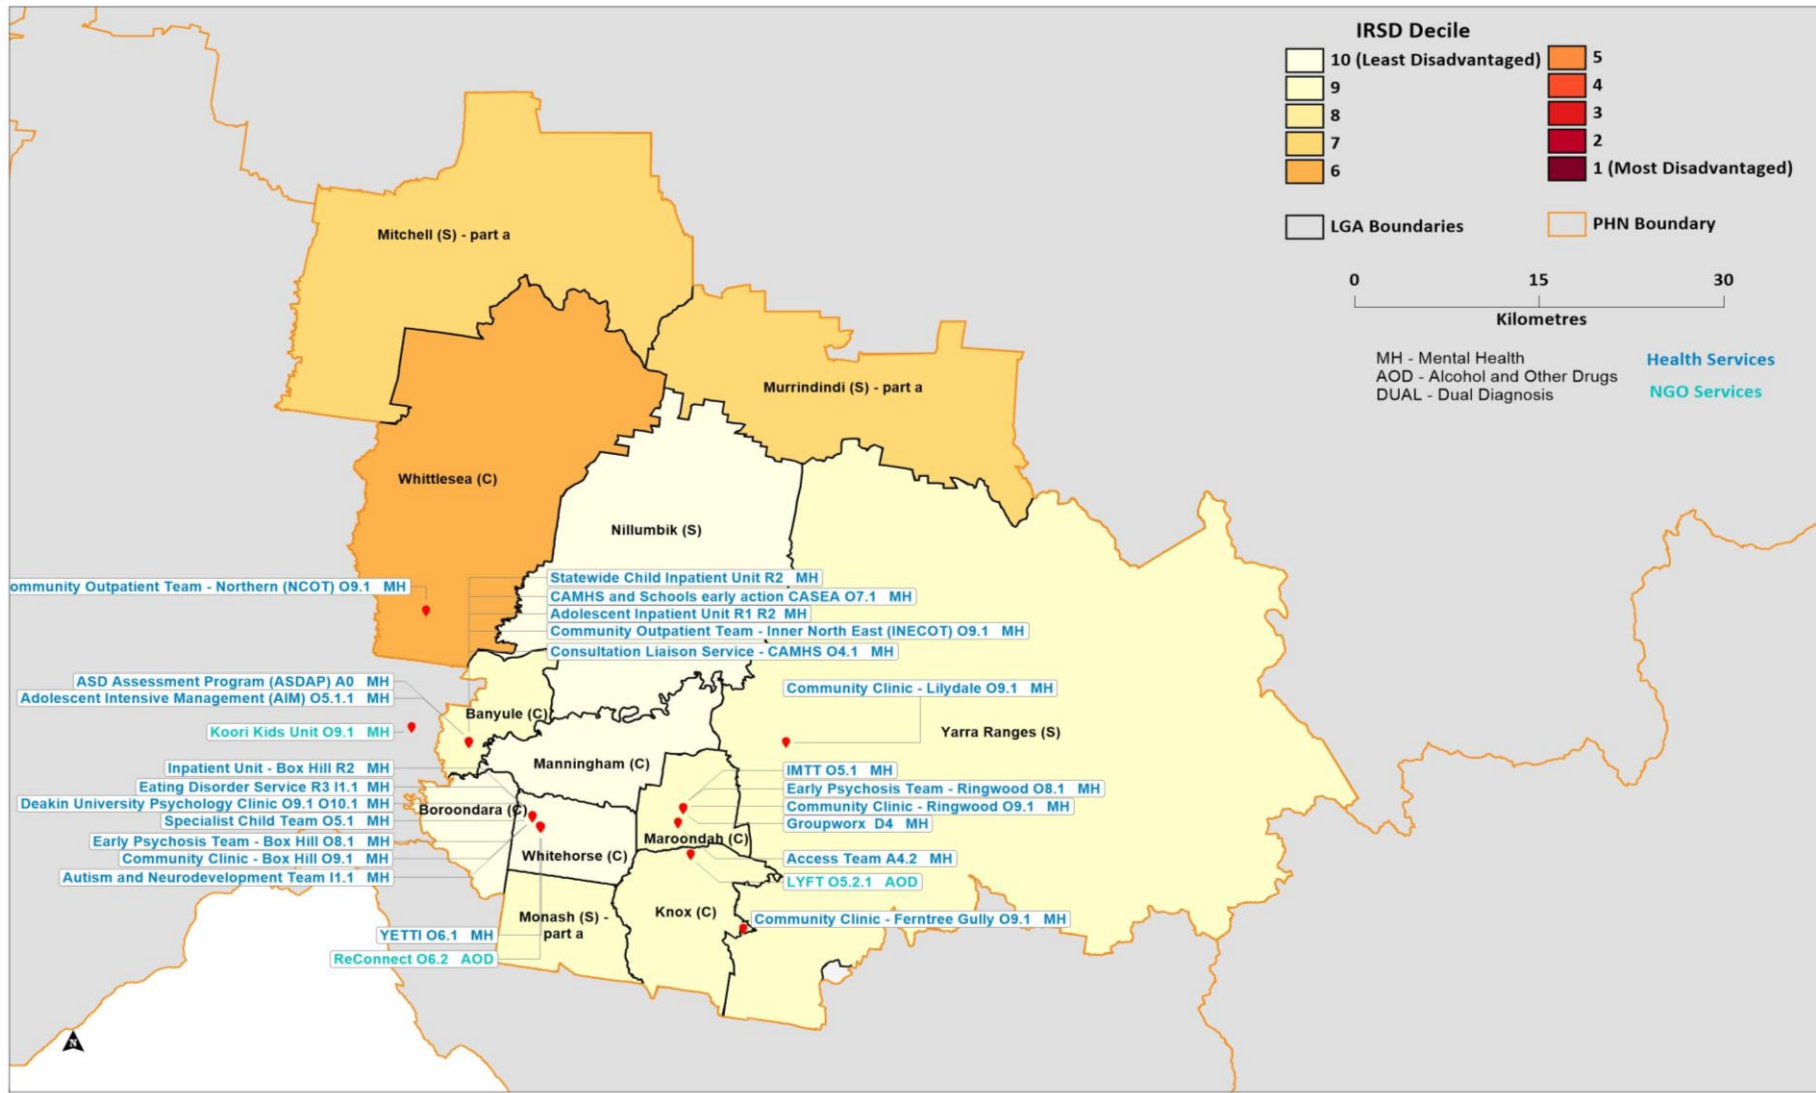 IRSD Decile
10 (Least Disadvantaged)
9
8
7
6
5
4
3
2
1 (Most Disadvantaged)
LGA Boundaries
PHN Boundary
0 15 30
Kilometres
MH - Mental Health
AOD - Alcohol and Other Drugs
DUAL - Dual Diagnosis
Health Services
NGO Services
Mitchell (S) - part a
Murrindindi (S) - part a
Whittlesea (C)
Nillumbik (S)
ommunity Outpatient Team - Northern (NCOT) O9.1 MH
Statewide Child Inpatient Unit R2 MH
CAMHS and Schools early action CASEA O7.1 MH
Adolescent Inpatient Unit R1 R2 MH
Community Outpatient Team - Inner North East (INECOT) O9.1 MH
Consultation Liaison Service - CAMHS O4.1 MH
ASD Assessment Program (ASDAP) A0 MH
Adolescent Intensive Management (AIM) O5.1.1 MH
Koori Kids Unit O9.1 MH
Banyule (C)
Community Clinic - Lilydale O9.1 MH
Yarra Ranges (S)
Manningham (C)
Inpatient Unit - Box Hill R2 MH
Eating Disorder Service R3 I1.1 MH
Deakin University Psychology Clinic O9.1 O10.1 MH
Specialist Child Team O5.1 MH
Early Psychosis Team - Box Hill O8.1 MH
Community Clinic - Box Hill O9.1 MH
Autism and Neurodevelopment Team I1.1 MH
Boroondara (C)
Whitehorse (C)
Maroondah (C)
IMTT O5.1 MH
Early Psychosis Team - Ringwood O8.1 MH
Community Clinic - Ringwood O9.1 MH
Groupworx D4 MH
Access Team A4.2 MH
LYFT O5.2.1 AOD
Monash (S) -
part a
Knox (C)
Community Clinic - Ferntree Gully O9.1 MH
YETTI O6.1 MH
ReConnect O6.2 AOD
N